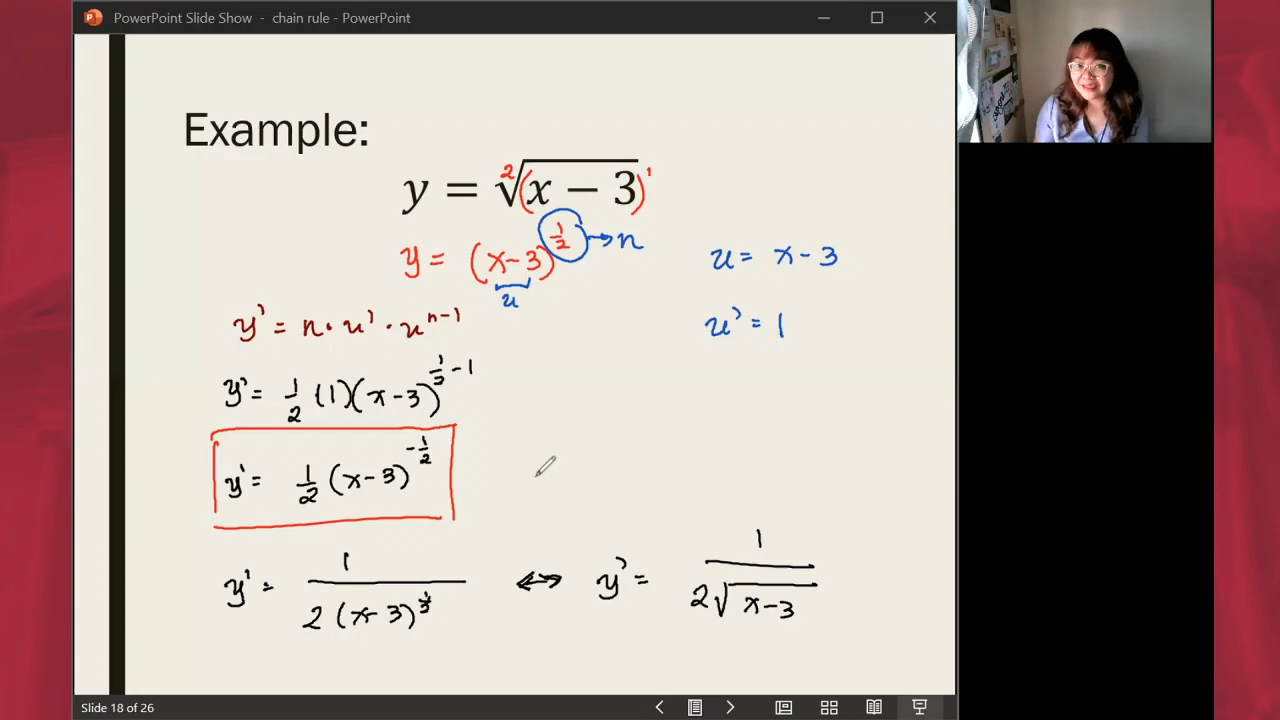 PowerPoint Slide Show - chain rule - PowerPoint
Example:
y = ²√(x − 3)¹
y = (x-3)^(1/2) → n
u
u = x - 3
u' = 1
y' = n · u' · u^(n-1)
y' = 1/2 (1)(x-3)^(1/2 - 1)
y' = 1/2 (x-3)^(-1/2)
y' = 1 / 2(x-3)^(1/2) ↔ y' = 1 / 2√(x-3)
Slide 18 of 26